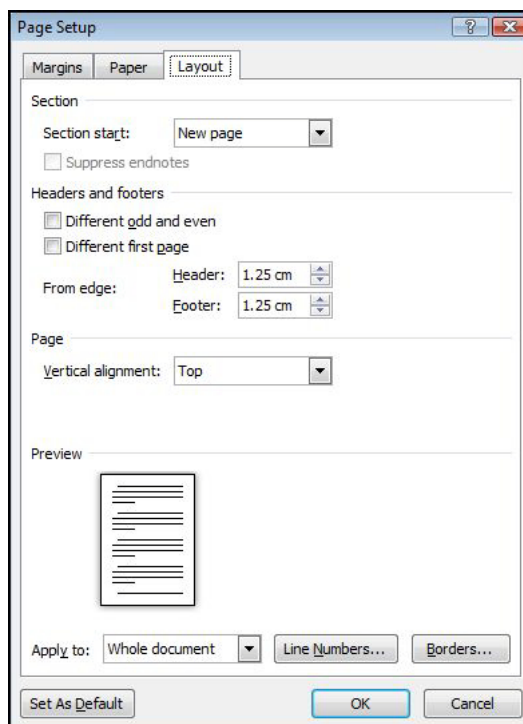 Page Setup
Margins Paper Layout
Section
Section start: New page
Suppress endnotes
Headers and footers
Different odd and even
Different first page
From edge: Header: 1.25 cm
Footer: 1.25 cm
Page
Vertical alignment: Top
Preview
Apply to: Whole document Line Numbers... Borders...
Set As Default OK Cancel